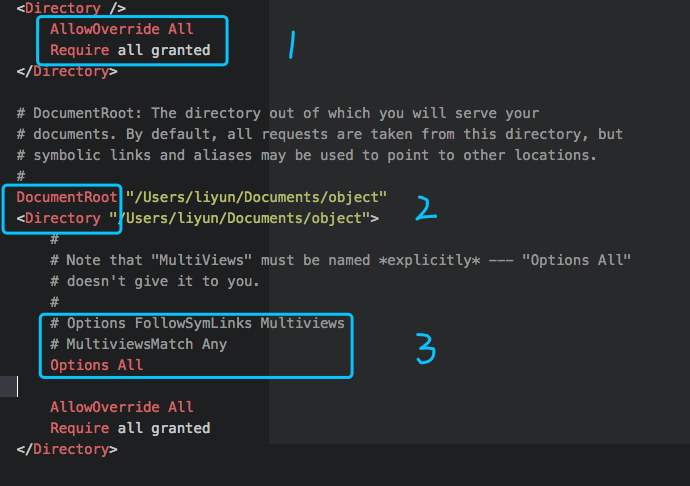 <Directory />
    AllowOverride All
    Require all granted
</Directory>
1
# DocumentRoot: The directory out of which you will serve your
# documents. By default, all requests are taken from this directory, but
# symbolic links and aliases may be used to point to other locations.
#
DocumentRoot "/Users/liyun/Documents/object"
<Directory "/Users/liyun/Documents/object">
2
    #
    # Note that "MultiViews" must be named *explicitly* --- "Options All"
    # doesn't give it to you.
    #
    # Options FollowSymLinks Multiviews
    # MultiviewsMatch Any
    Options All
3
    AllowOverride All
    Require all granted
</Directory>